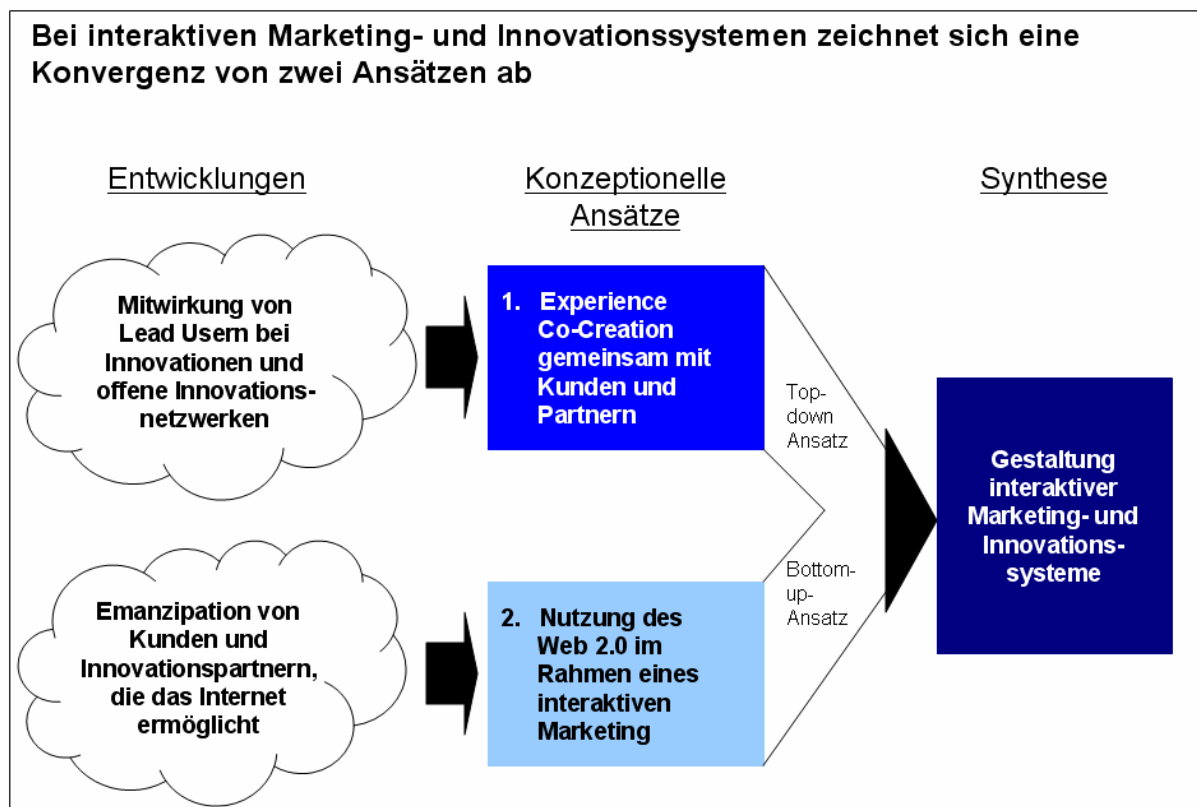 Bei interaktiven Marketing- und Innovationssystemen zeichnet sich eine
Konvergenz von zwei Ansätzen ab
Entwicklungen
Konzeptionelle
Ansätze
Synthese
Mitwirkung von
Lead Usern bei
Innovationen und
offene Innovations-
netzwerken
1. Experience
Co-Creation
gemeinsam mit
Kunden und
Partnern
Top-
down
Ansatz
Gestaltung
interaktiver
Marketing- und
Innovations-
systeme
Emanzipation von
Kunden und
Innovationspartnern,
die das Internet
ermöglicht
2. Nutzung des
Web 2.0 im
Rahmen eines
interaktiven
Marketing
Bottom-
up-
Ansatz